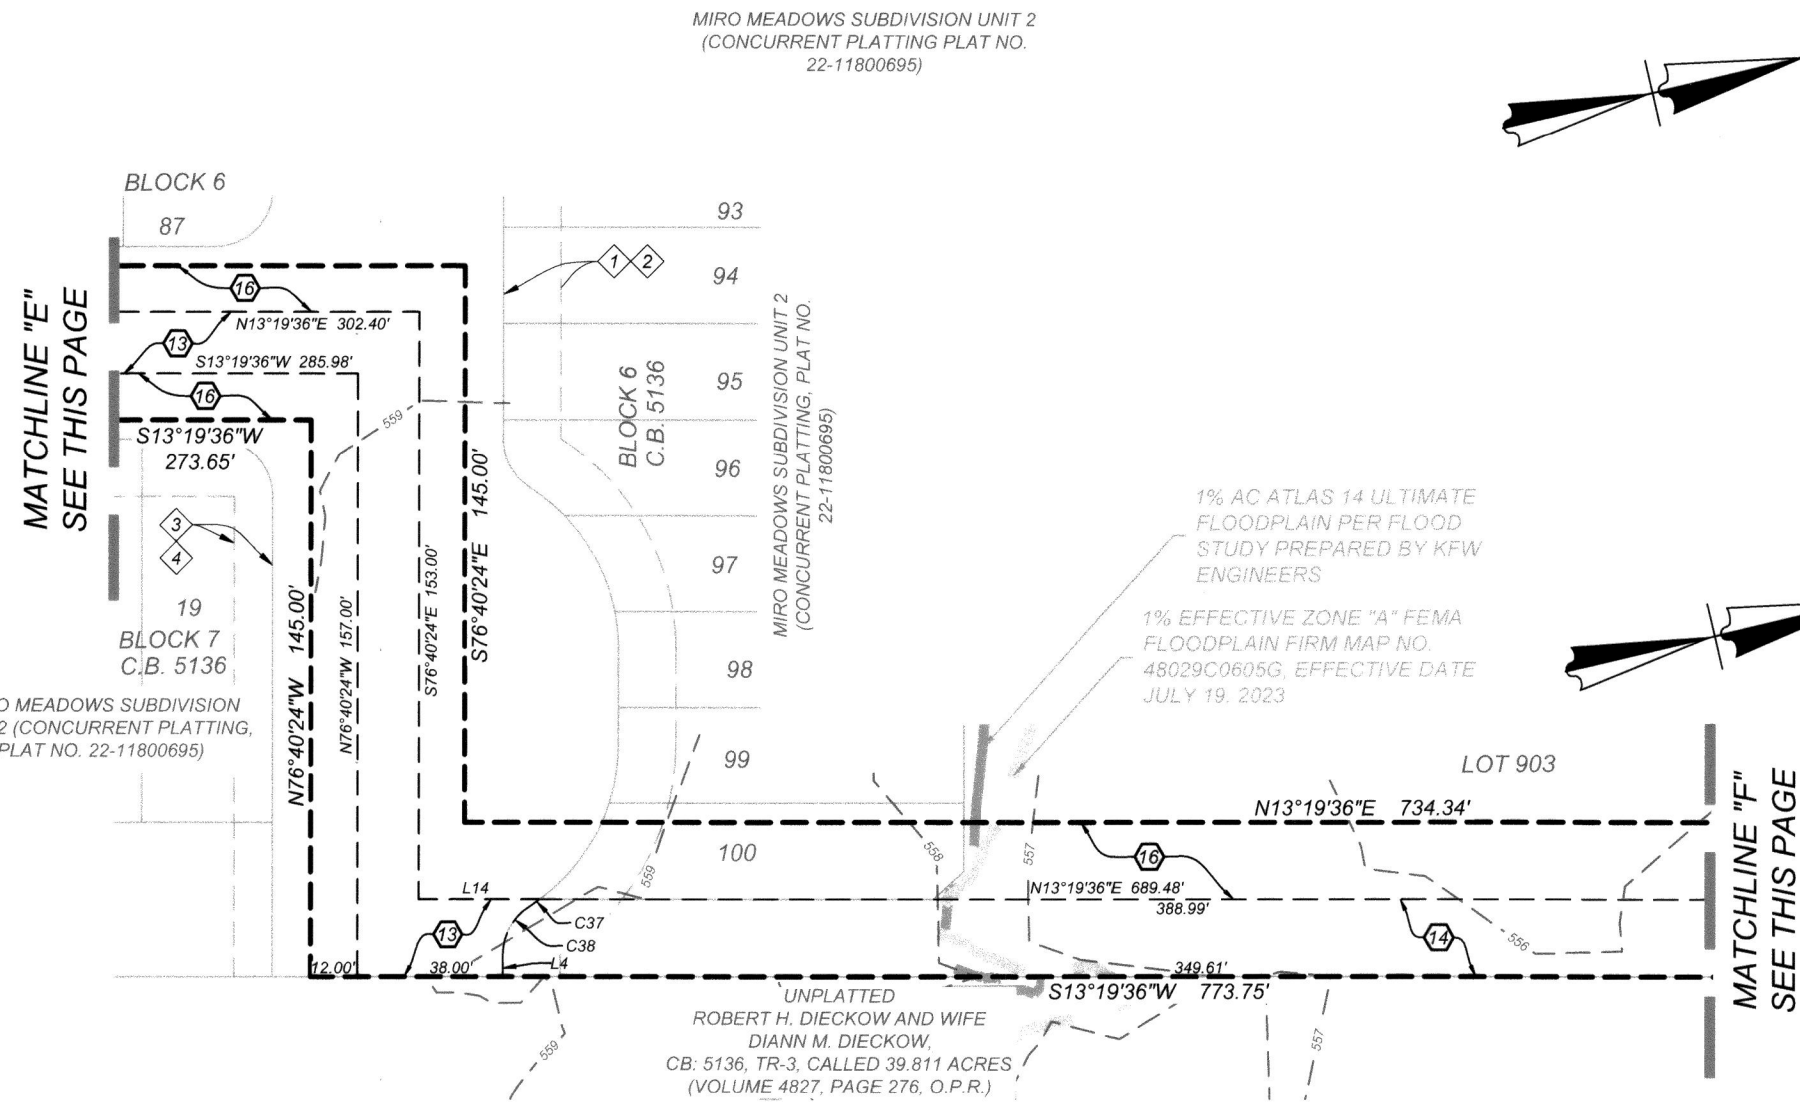 MIRO MEADOWS SUBDIVISION UNIT 2
(CONCURRENT PLATTING PLAT NO.
22-11800695)
BLOCK 6
87
MATCHLINE "E"
SEE THIS PAGE
16
N13°19'36"E 302.40'
13
S13°19'36"W 285.98'
16
S13°19'36"W
273.65'
559
3
4
19
BLOCK 7
C.B. 5136
O MEADOWS SUBDIVISION
2 (CONCURRENT PLATTING,
PLAT NO. 22-11800695)
N76°40'24"W 145.00'
N76°40'24"W 157.00'
S76°40'24"E 153.00'
S76°40'24"E 145.00'
1
2
93
94
95
96
97
98
99
100
BLOCK 6
C.B. 5136
MIRO MEADOWS SUBDIVISION UNIT 2
(CONCURRENT PLATTING, PLAT NO.
22-11800695)
1% AC ATLAS 14 ULTIMATE
FLOODPLAIN PER FLOOD
STUDY PREPARED BY KFW
ENGINEERS
1% EFFECTIVE ZONE "A" FEMA
FLOODPLAIN FIRM MAP NO.
48029C0605G, EFFECTIVE DATE
JULY 19, 2023
LOT 903
N13°19'36"E 734.34'
558
557
559
16
L14
N13°19'36"E 689.48'
388.99'
C37
13
C38
14
556
12.00'
38.00'
L4
349.61'
S13°19'36"W 773.75'
MATCHLINE "F"
SEE THIS PAGE
UNPLATTED
ROBERT H. DIECKOW AND WIFE
DIANN M. DIECKOW,
CB: 5136, TR-3, CALLED 39.811 ACRES
(VOLUME 4827, PAGE 276, O.P.R.)
559
557